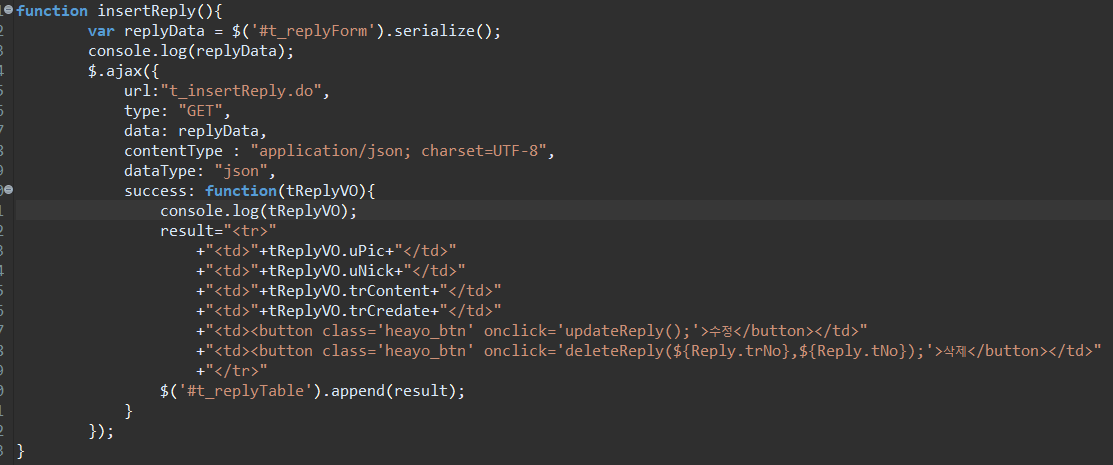 function insertReply(){
var replyData = $('#t_replyForm').serialize();
console.log(replyData);
$.ajax({
url:"t_insertReply.do",
type: "GET",
data: replyData,
contentType : "application/json; charset=UTF-8",
dataType: "json",
success: function(tReplyVO){
console.log(tReplyVO);
result="<tr>"
+"<td>"+tReplyVO.uPic+"</td>"
+"<td>"+tReplyVO.uNick+"</td>"
+"<td>"+tReplyVO.trContent+"</td>"
+"<td>"+tReplyVO.trCredate+"</td>"
+"<td><button class='heayo_btn' onclick='updateReply();'>수정</button></td>"
+"<td><button class='heayo_btn' onclick='deleteReply(${Reply.trNo},${Reply.tNo});'>삭제</button></td>"
+"</tr>"
$('#t_replyTable').append(result);
}
});
}